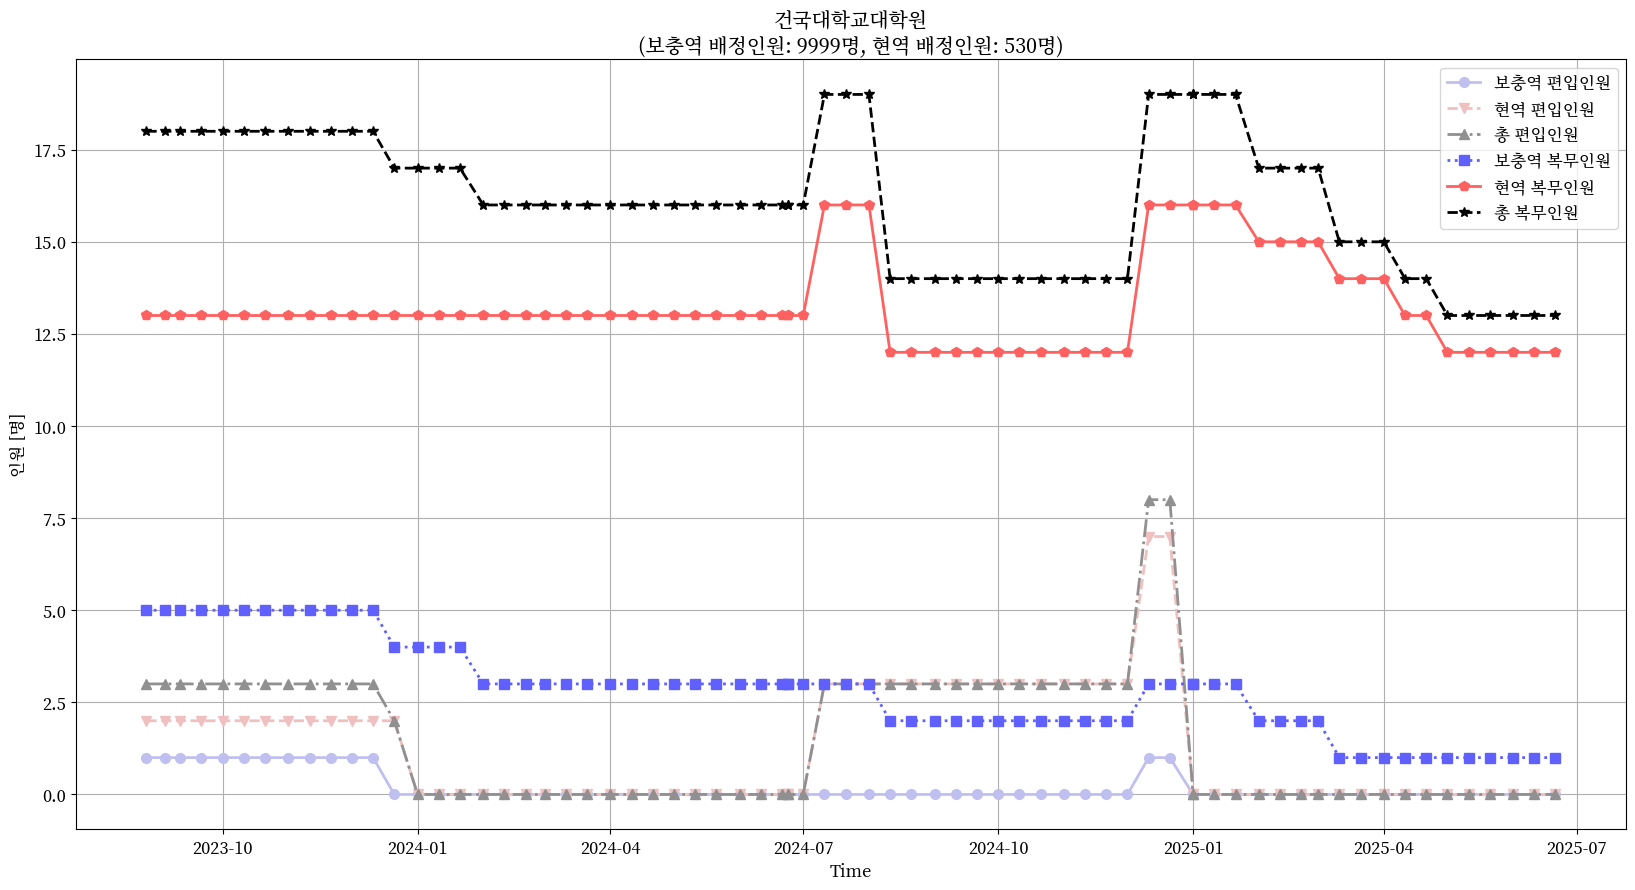 건국대학교대학원
(보충역 배정인원: 9999명, 현역 배정인원: 530명)
보충역 편입인원
현역 편입인원
총 편입인원
보충역 복무인원
현역 복무인원
총 복무인원
17.5
15.0
12.5
10.0
7.5
5.0
2.5
0.0
인원 [명]
2023-10
2024-01
2024-04
2024-07
2024-10
2025-01
2025-04
2025-07
Time